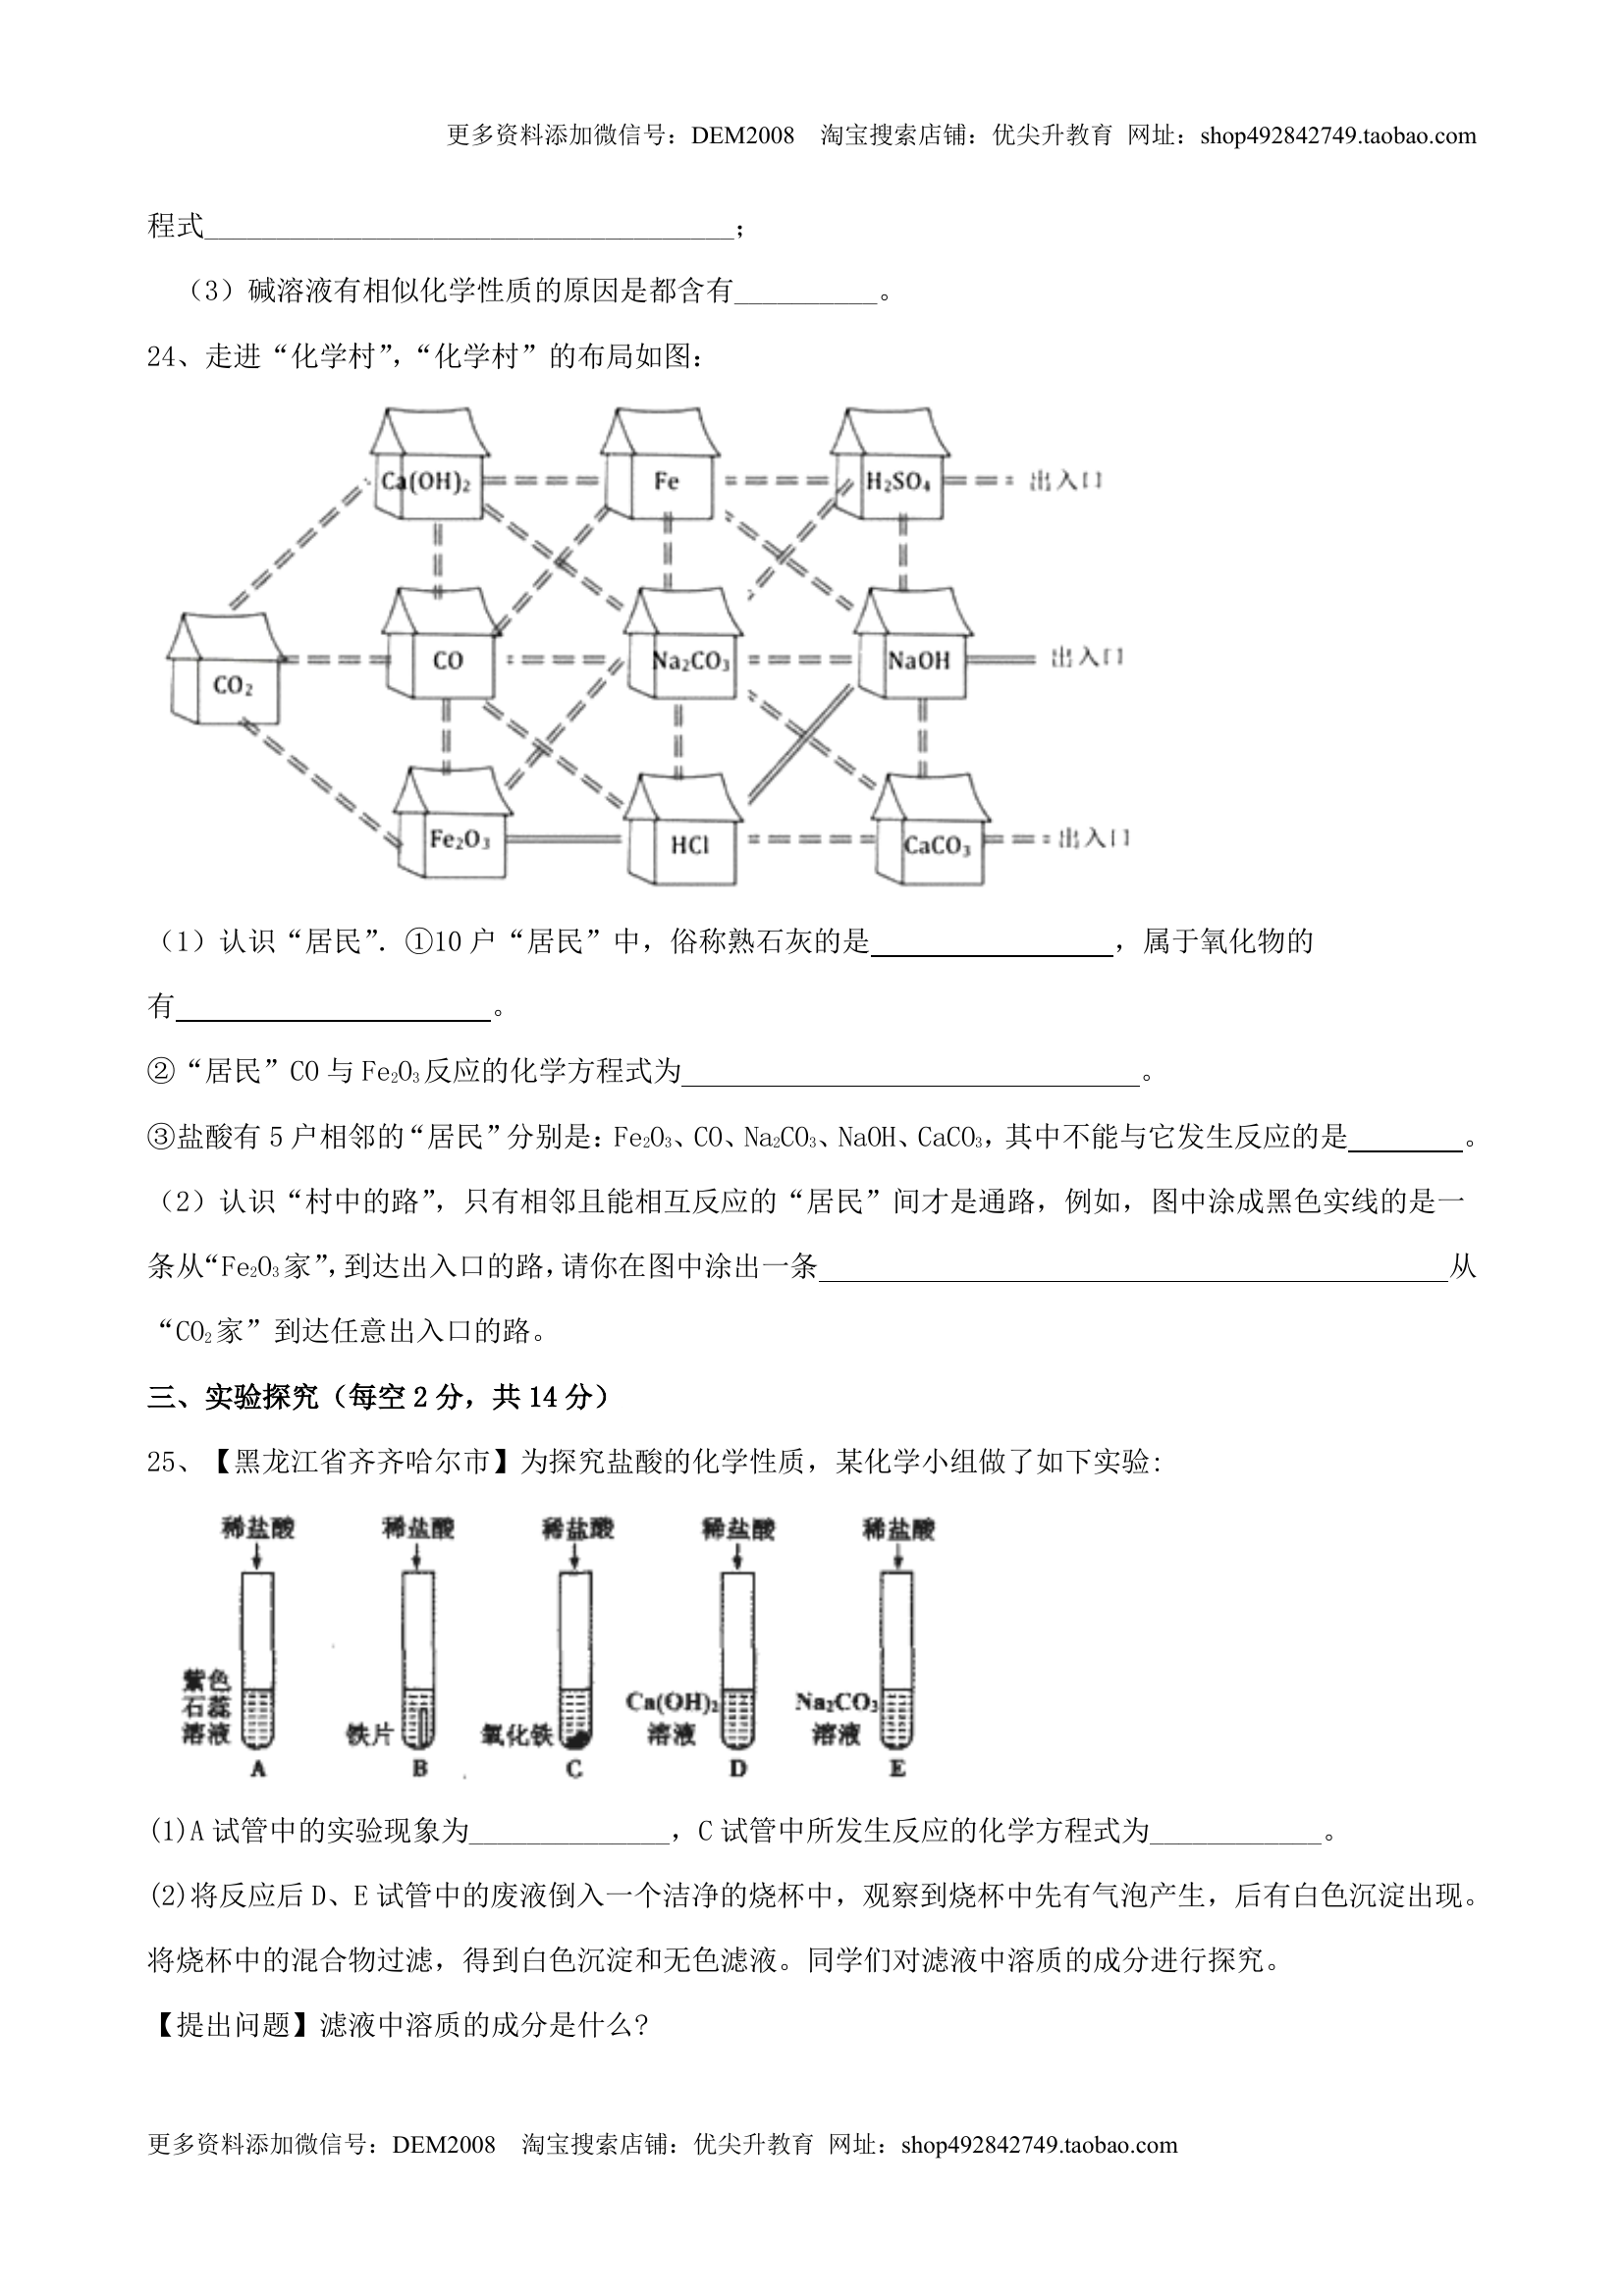 更多资料添加微信号：DEM2008 淘宝搜索店铺：优尖升教育 网址：shop492842749.taobao.com
程式_____________________________________；
（3）碱溶液有相似化学性质的原因是都含有__________。
24、走进“化学村”，“化学村”的布局如图：
Ca(OH)₂ Fe H₂SO₄ 出入口
CO₂ CO Na₂CO₃ NaOH 出入口
Fe₂O₃ HCl CaCO₃ 出入口
（1）认识“居民”．①10 户“居民”中，俗称熟石灰的是________________，属于氧化物的
有______________________。
②“居民”CO 与 Fe₂O₃ 反应的化学方程式为________________________________。
③盐酸有 5 户相邻的“居民”分别是：Fe₂O₃、CO、Na₂CO₃、NaOH、CaCO₃，其中不能与它发生反应的是________。
（2）认识“村中的路”，只有相邻且能相互反应的“居民”间才是通路，例如，图中涂成黑色实线的是一
条从“Fe₂O₃ 家”，到达出入口的路，请你在图中涂出一条____________________________________________从
“CO₂ 家”到达任意出入口的路。
三、实验探究（每空 2 分，共 14 分）
25、【黑龙江省齐齐哈尔市】为探究盐酸的化学性质，某化学小组做了如下实验:
稀盐酸 稀盐酸 稀盐酸 稀盐酸 稀盐酸
紫色
石蕊
溶液
铁片
氧化铁
Ca(OH)₂
溶液
Na₂CO₃
溶液
A B C D E
(1)A 试管中的实验现象为______________，C 试管中所发生反应的化学方程式为____________。
(2)将反应后 D、E 试管中的废液倒入一个洁净的烧杯中，观察到烧杯中先有气泡产生，后有白色沉淀出现。
将烧杯中的混合物过滤，得到白色沉淀和无色滤液。同学们对滤液中溶质的成分进行探究。
【提出问题】滤液中溶质的成分是什么?
更多资料添加微信号：DEM2008 淘宝搜索店铺：优尖升教育 网址：shop492842749.taobao.com